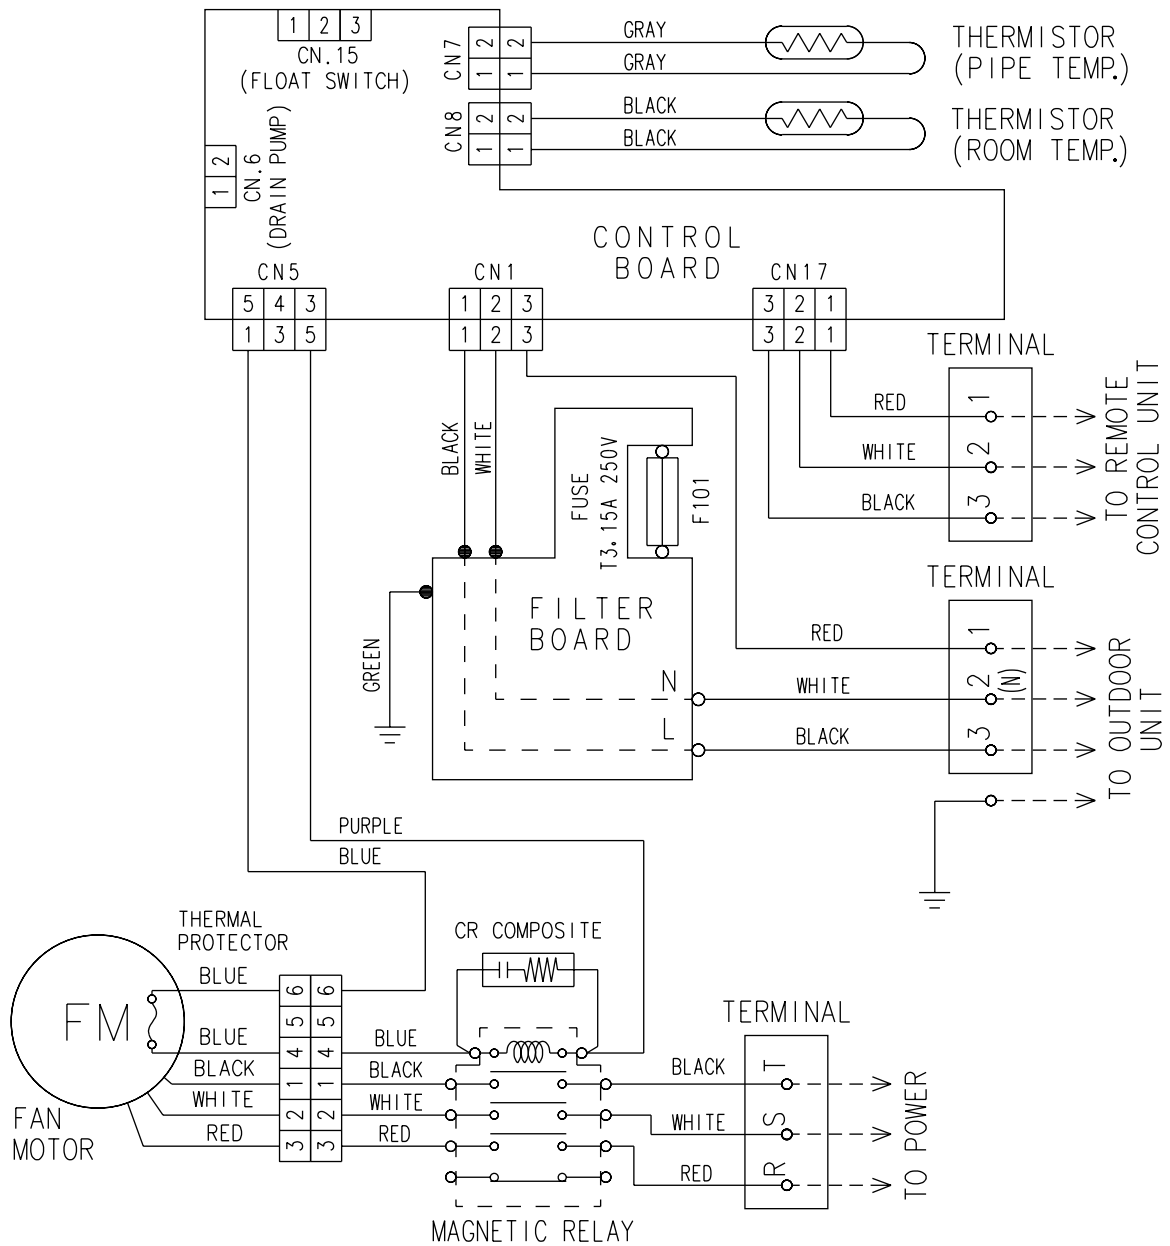 1 2 3
CN.15
(FLOAT SWITCH)
CN7
2 2
1 1
GRAY
GRAY
THERMISTOR
(PIPE TEMP.)
CN8
2 2
1 1
BLACK
BLACK
THERMISTOR
(ROOM TEMP.)
1 2
CN.6
(DRAIN PUMP)
CONTROL
BOARD
CN5
5 4 3
1 3 5
CN1
1 2 3
1 2 3
CN17
3 2 1
3 2 1
TERMINAL
RED
1
WHITE
2
BLACK
3
TO REMOTE
CONTROL UNIT
BLACK
WHITE
FUSE
T3.15A 250V
F101
FILTER
BOARD
GREEN
N
L
TERMINAL
RED
1
WHITE
2
(N)
BLACK
3
TO OUTDOOR
UNIT
PURPLE
BLUE
THERMAL
PROTECTOR
CR COMPOSITE
FM
FAN
MOTOR
BLUE
6 6
5 5
BLUE
4 4
BLUE
BLACK
1 1
BLACK
WHITE
2 2
WHITE
RED
3 3
RED
MAGNETIC RELAY
TERMINAL
BLACK
T
WHITE
S
RED
R
TO POWER